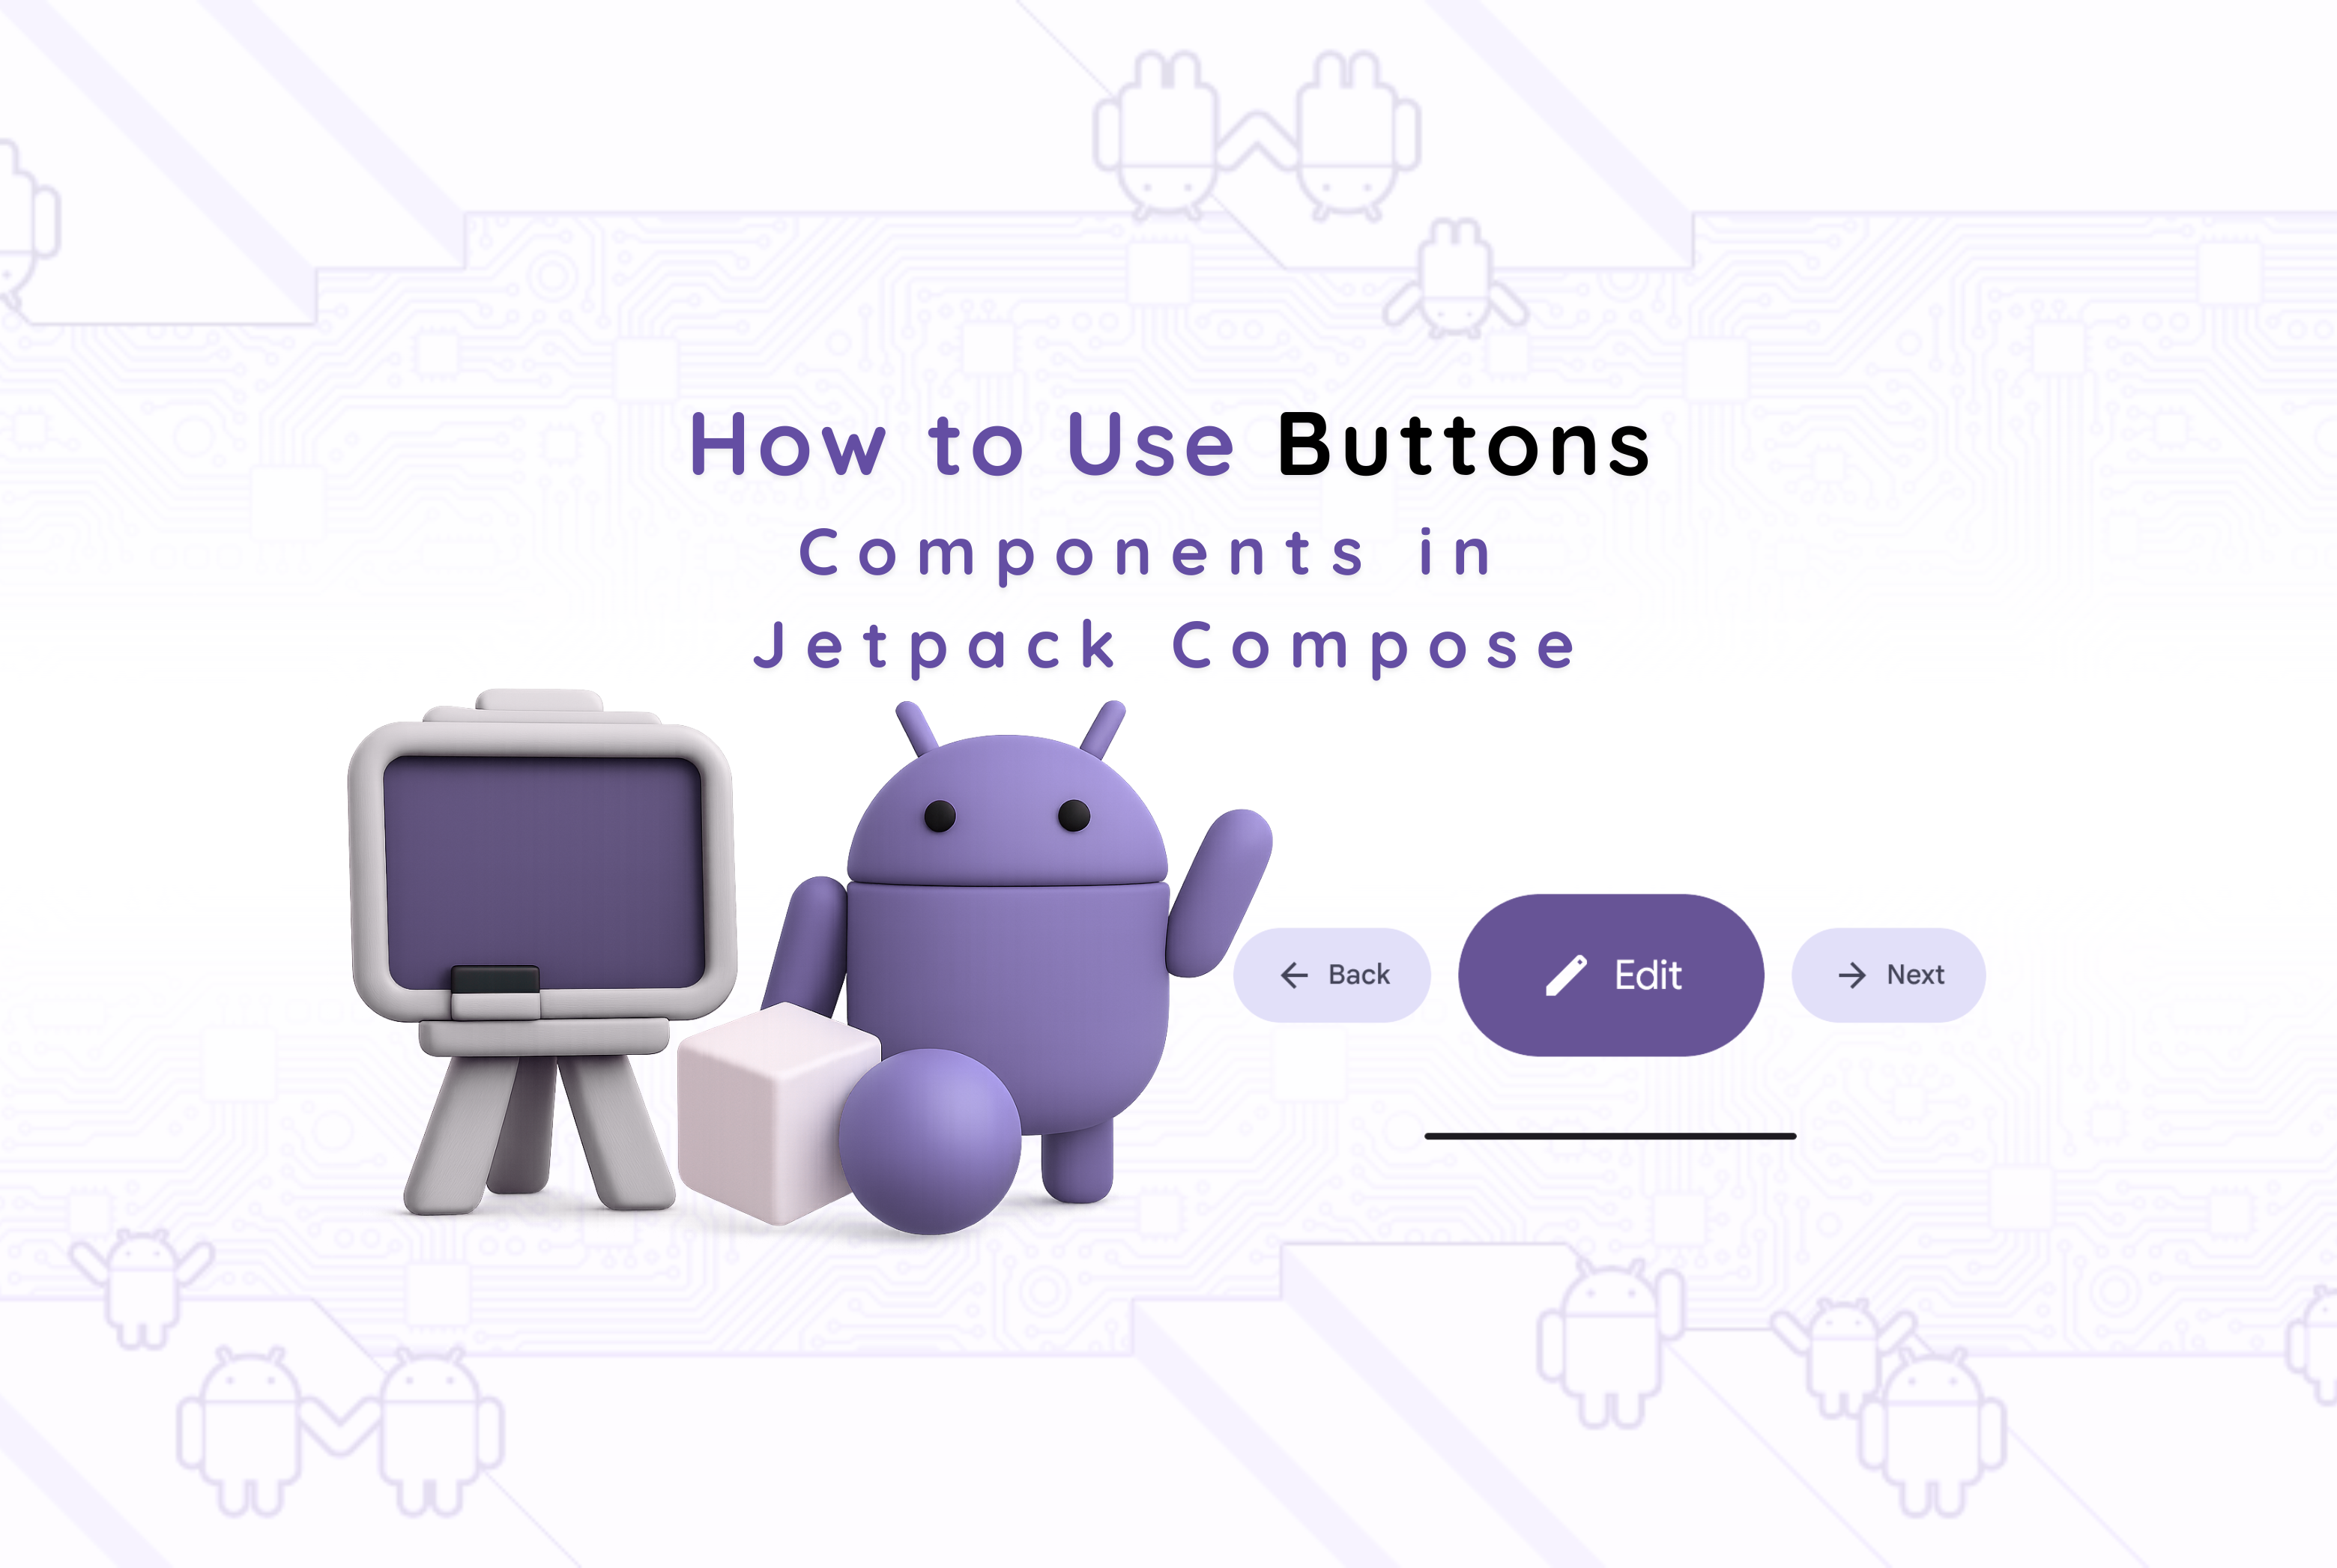 How to Use Buttons
Components in
Jetpack Compose
Back
Edit
Next